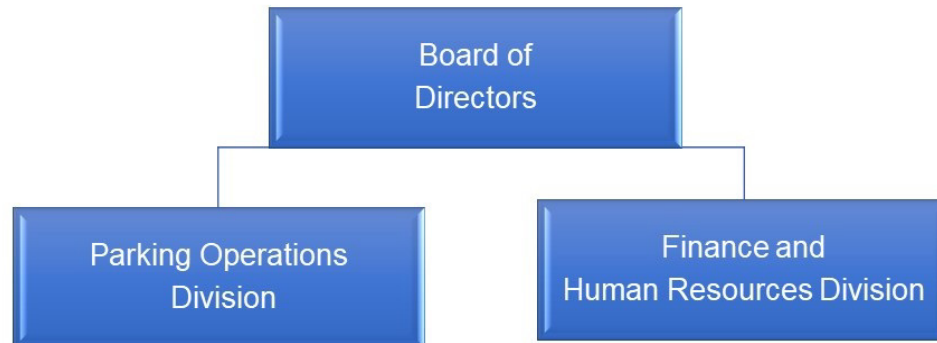 Board of
Directors
Parking Operations
Division
Finance and
Human Resources Division